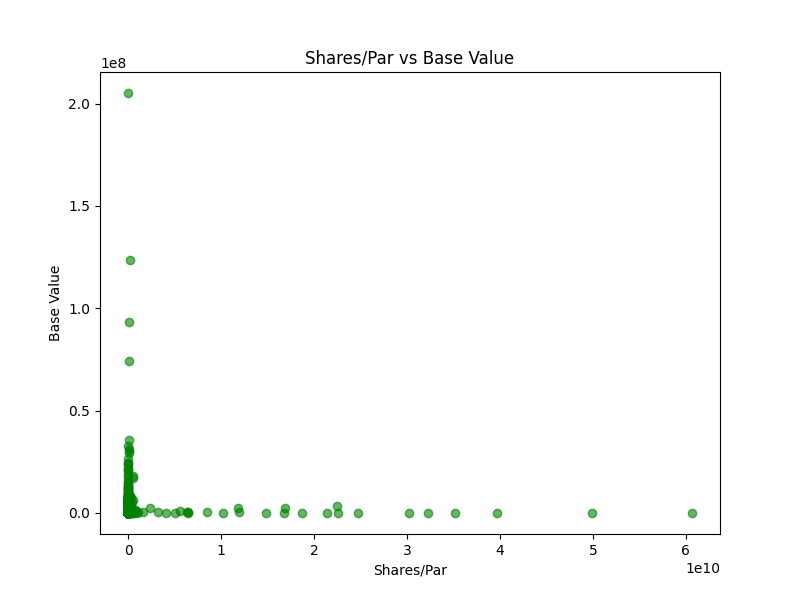 Shares/Par vs Base Value
1e8
2.0
1.5
1.0
0.5
0.0
Base Value
0 1 2 3 4 5 6
1e10
Shares/Par